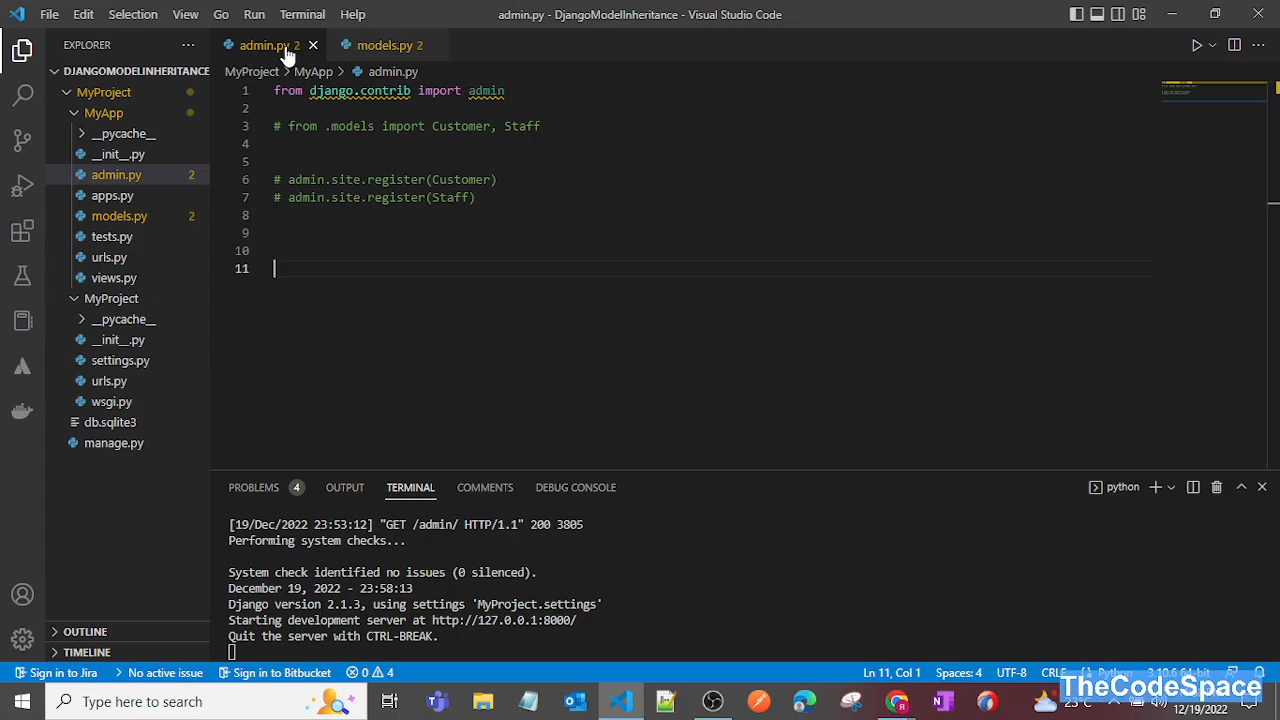 File Edit Selection View Go Run Terminal Help
admin.py - DjangoModelInheritance - Visual Studio Code
EXPLORER
DJANGOMODELINHERITANCE
MyProject
MyApp
__pycache__
__init__.py
admin.py 2
apps.py
models.py 2
tests.py
urls.py
views.py
MyProject
__pycache__
__init__.py
settings.py
urls.py
wsgi.py
db.sqlite3
manage.py
OUTLINE
TIMELINE
admin.py 2
models.py 2
MyProject > MyApp > admin.py
1 from django.contrib import admin
2
3 # from .models import Customer, Staff
4
5
6 # admin.site.register(Customer)
7 # admin.site.register(Staff)
8
9
10
11
PROBLEMS 4 OUTPUT TERMINAL COMMENTS DEBUG CONSOLE
python
[19/Dec/2022 23:53:12] "GET /admin/ HTTP/1.1" 200 3805
Performing system checks...
System check identified no issues (0 silenced).
December 19, 2022 - 23:58:13
Django version 2.1.3, using settings 'MyProject.settings'
Starting development server at http://127.0.0.1:8000/
Quit the server with CTRL-BREAK.
Sign in to Jira No active issue Sign in to Bitbucket 0 4
Ln 11, Col 1 Spaces: 4 UTF-8 CRLF Python 3.10.6 64-bit
TheCodeSpace
Type here to search
23°C
12/19/2022